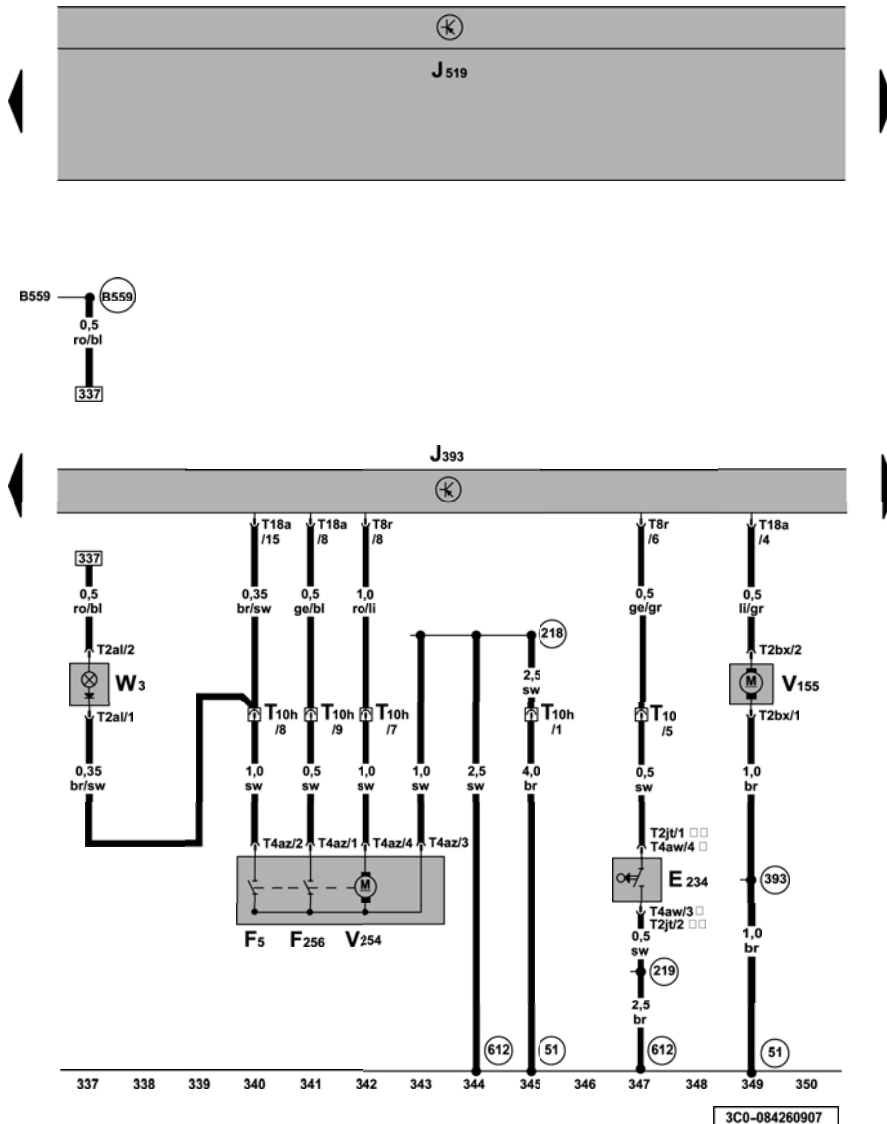 J519
B559 B559
0,5
ro/bl
337
J393
T18a/15 T18a/8 T8r/8 T8r/6 T18a/4
337
0,5 0,35 0,5 1,0 0,5 0,5
ro/bl br/sw ge/bl ro/li ge/gr li/gr
218
T2al/2 T2bx/2
W3 2,5 M V155
sw
T2al/1 T10h/8 T10h/9 T10h/7 T10h/1 T10/5 T2bx/1
0,35 1,0 0,5 1,0 1,0 2,5 4,0 0,5 1,0
br/sw sw sw sw sw sw br sw br
T2jt/1 □□
T4az/2 T4az/1 T4az/4 T4az/3 T4aw/4 □
M E234 393
T4aw/3 □
F5 F256 V254 T2jt/2 □□
0,5 1,0
sw br
219
2,5
br
612 51 612 51
337 338 339 340 341 342 343 344 345 346 347 348 349 350
3C0-084260907